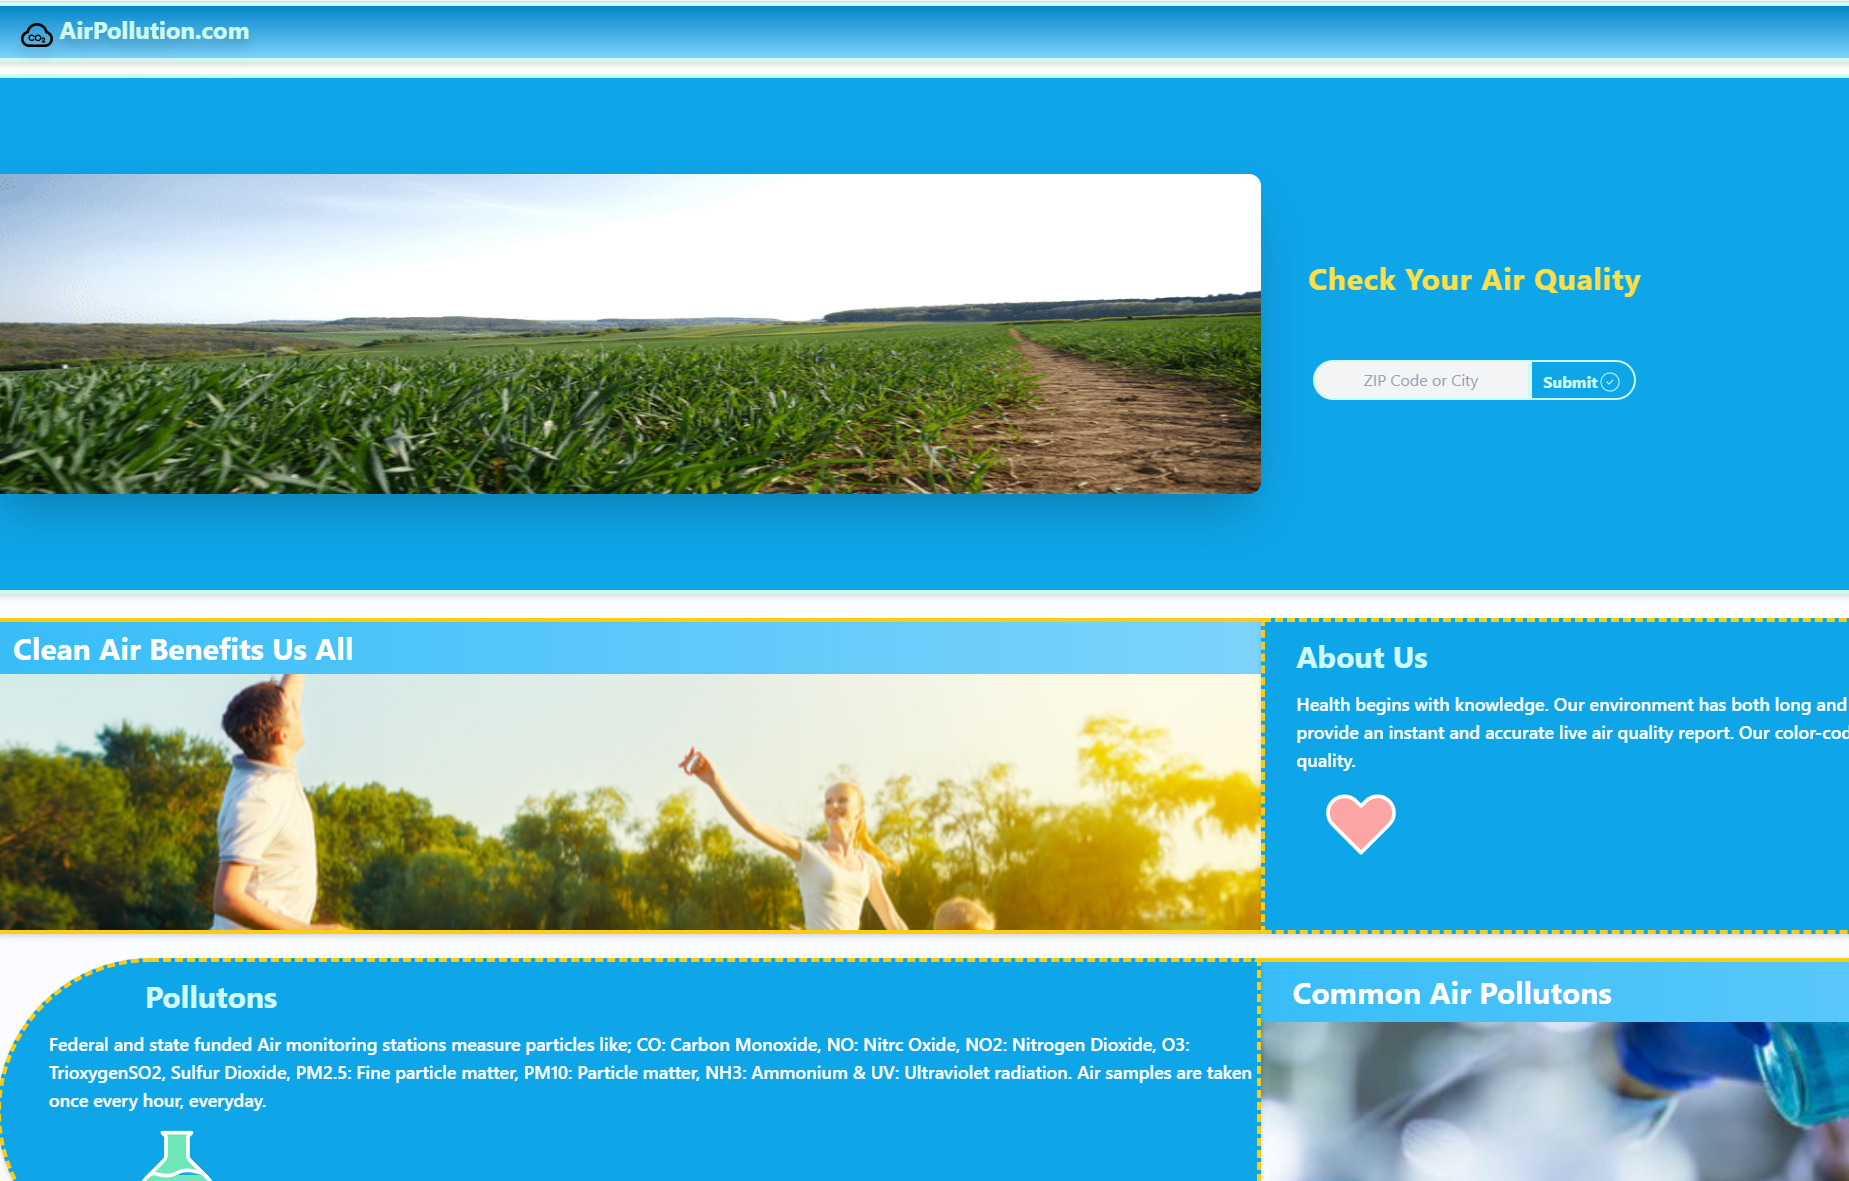 CO2
AirPollution.com
Check Your Air Quality
ZIP Code or City
Submit
Clean Air Benefits Us All
About Us
Health begins with knowledge. Our environment has both long and
provide an instant and accurate live air quality report. Our color-cod
quality.
Pollutons
Federal and state funded Air monitoring stations measure particles like; CO: Carbon Monoxide, NO: Nitrc Oxide, NO2: Nitrogen Dioxide, O3:
TrioxygenSO2, Sulfur Dioxide, PM2.5: Fine particle matter, PM10: Particle matter, NH3: Ammonium & UV: Ultraviolet radiation. Air samples are taken
once every hour, everyday.
Common Air Pollutons